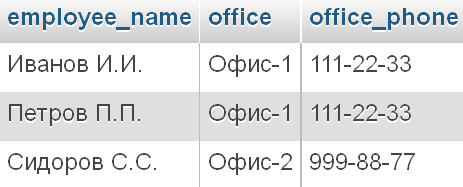 employee_name office office_phone
Иванов И.И. Офис-1 111-22-33
Петров П.П. Офис-1 111-22-33
Сидоров С.С. Офис-2 999-88-77